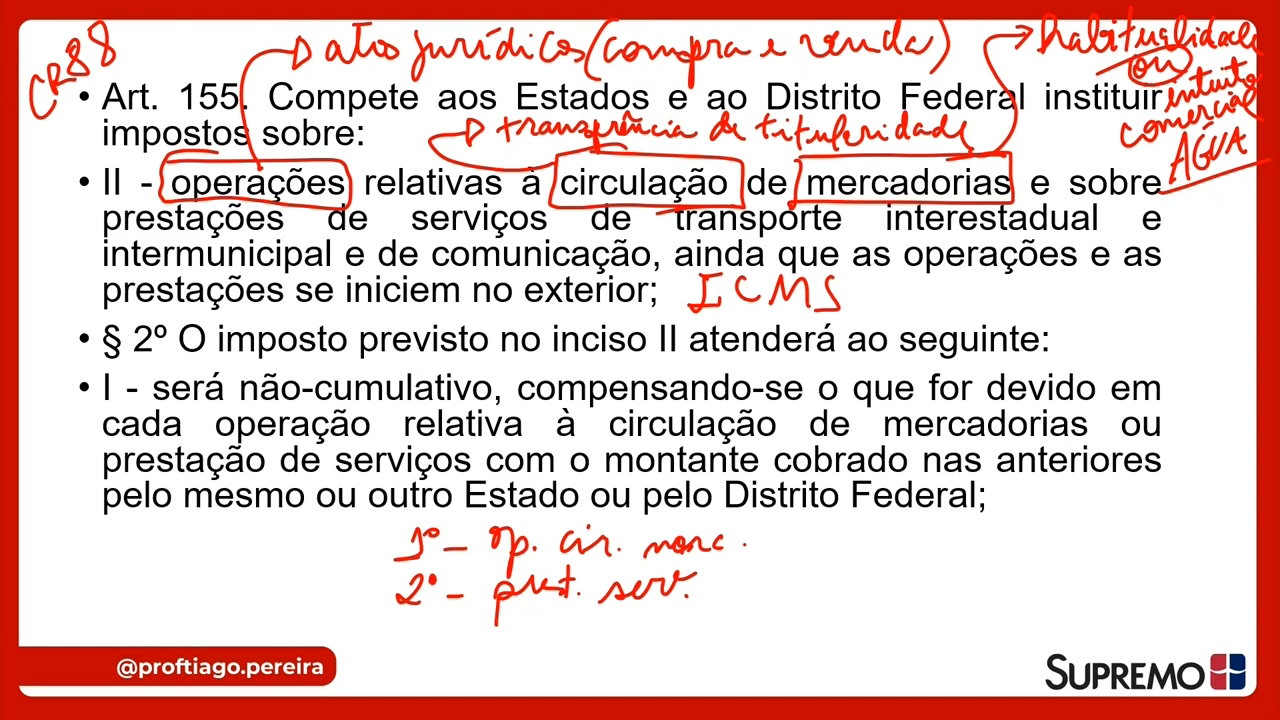 CR88
atos jurídicos (compra e venda)
habitualidade
ou
intuito
comercial
ÁGUA
• Art. 155. Compete aos Estados e ao Distrito Federal instituir
impostos sobre:
transferência de titularidade
• II - operações relativas à circulação de mercadorias e sobre
prestações de serviços de transporte interestadual e
intermunicipal e de comunicação, ainda que as operações e as
prestações se iniciem no exterior;
ICMS
• § 2º O imposto previsto no inciso II atenderá ao seguinte:
• I - será não-cumulativo, compensando-se o que for devido em
cada operação relativa à circulação de mercadorias ou
prestação de serviços com o montante cobrado nas anteriores
pelo mesmo ou outro Estado ou pelo Distrito Federal;
1º - op. cir. merc.
2º - prest. serv.
@proftiago.pereira
SUPREMO